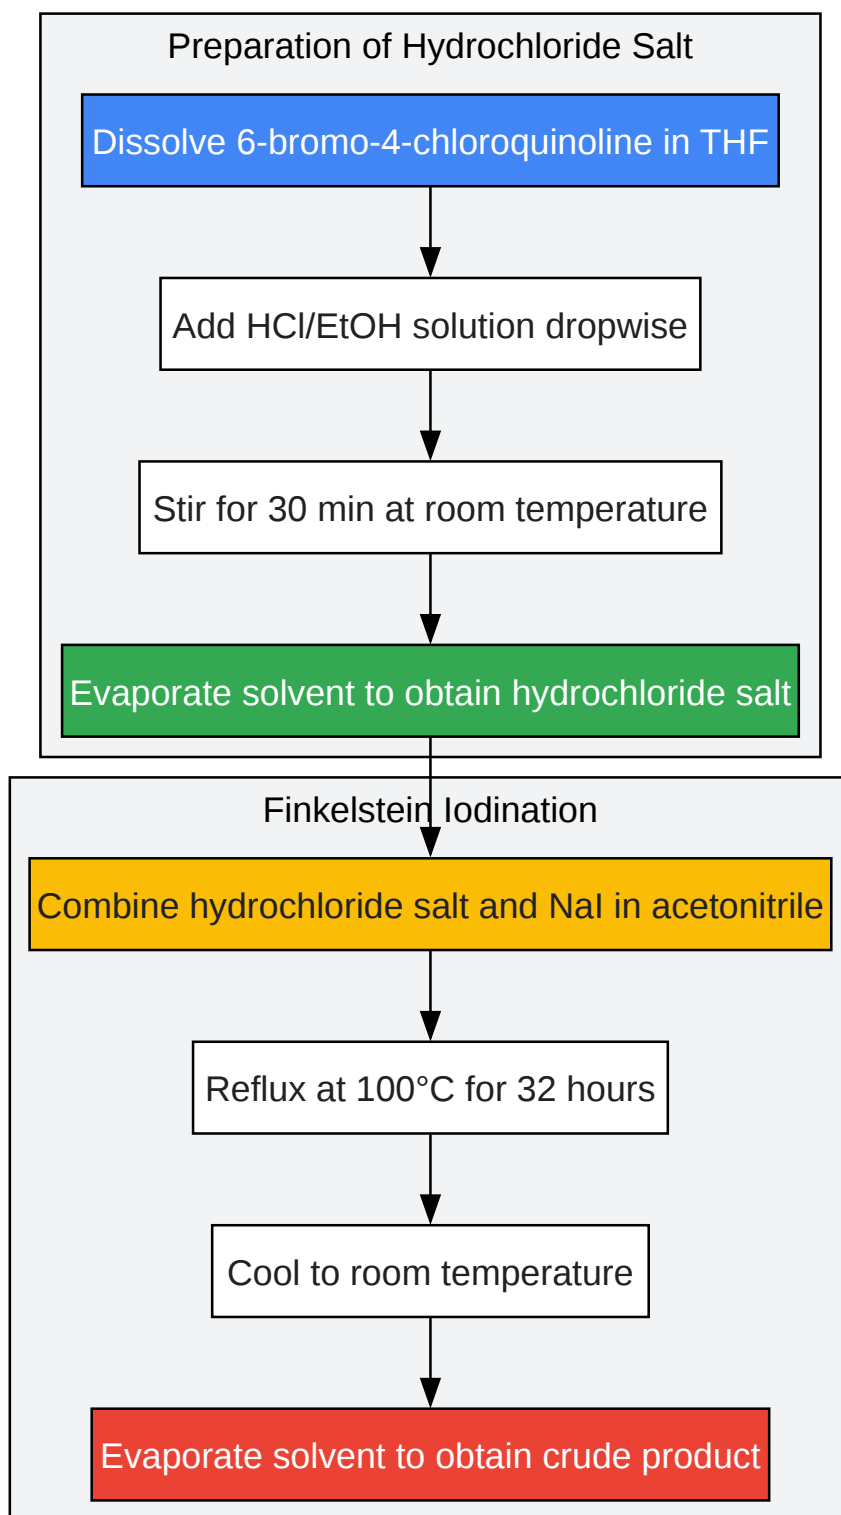 Preparation of Hydrochloride Salt
Dissolve 6-bromo-4-chloroquinoline in THF
Add HCl/EtOH solution dropwise
Stir for 30 min at room temperature
Evaporate solvent to obtain hydrochloride salt
Finkelstein Iodination
Combine hydrochloride salt and NaI in acetonitrile
Reflux at 100°C for 32 hours
Cool to room temperature
Evaporate solvent to obtain crude product